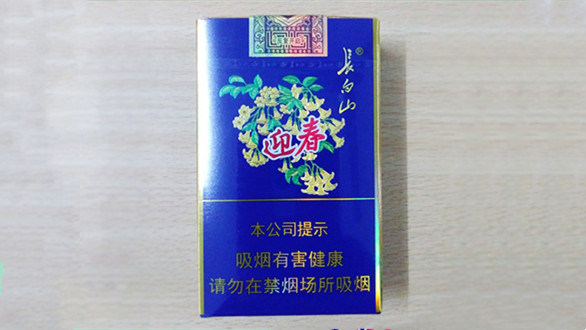 長白山®
迎春
本公司提示
吸烟有害健康
请勿在禁烟场所吸烟